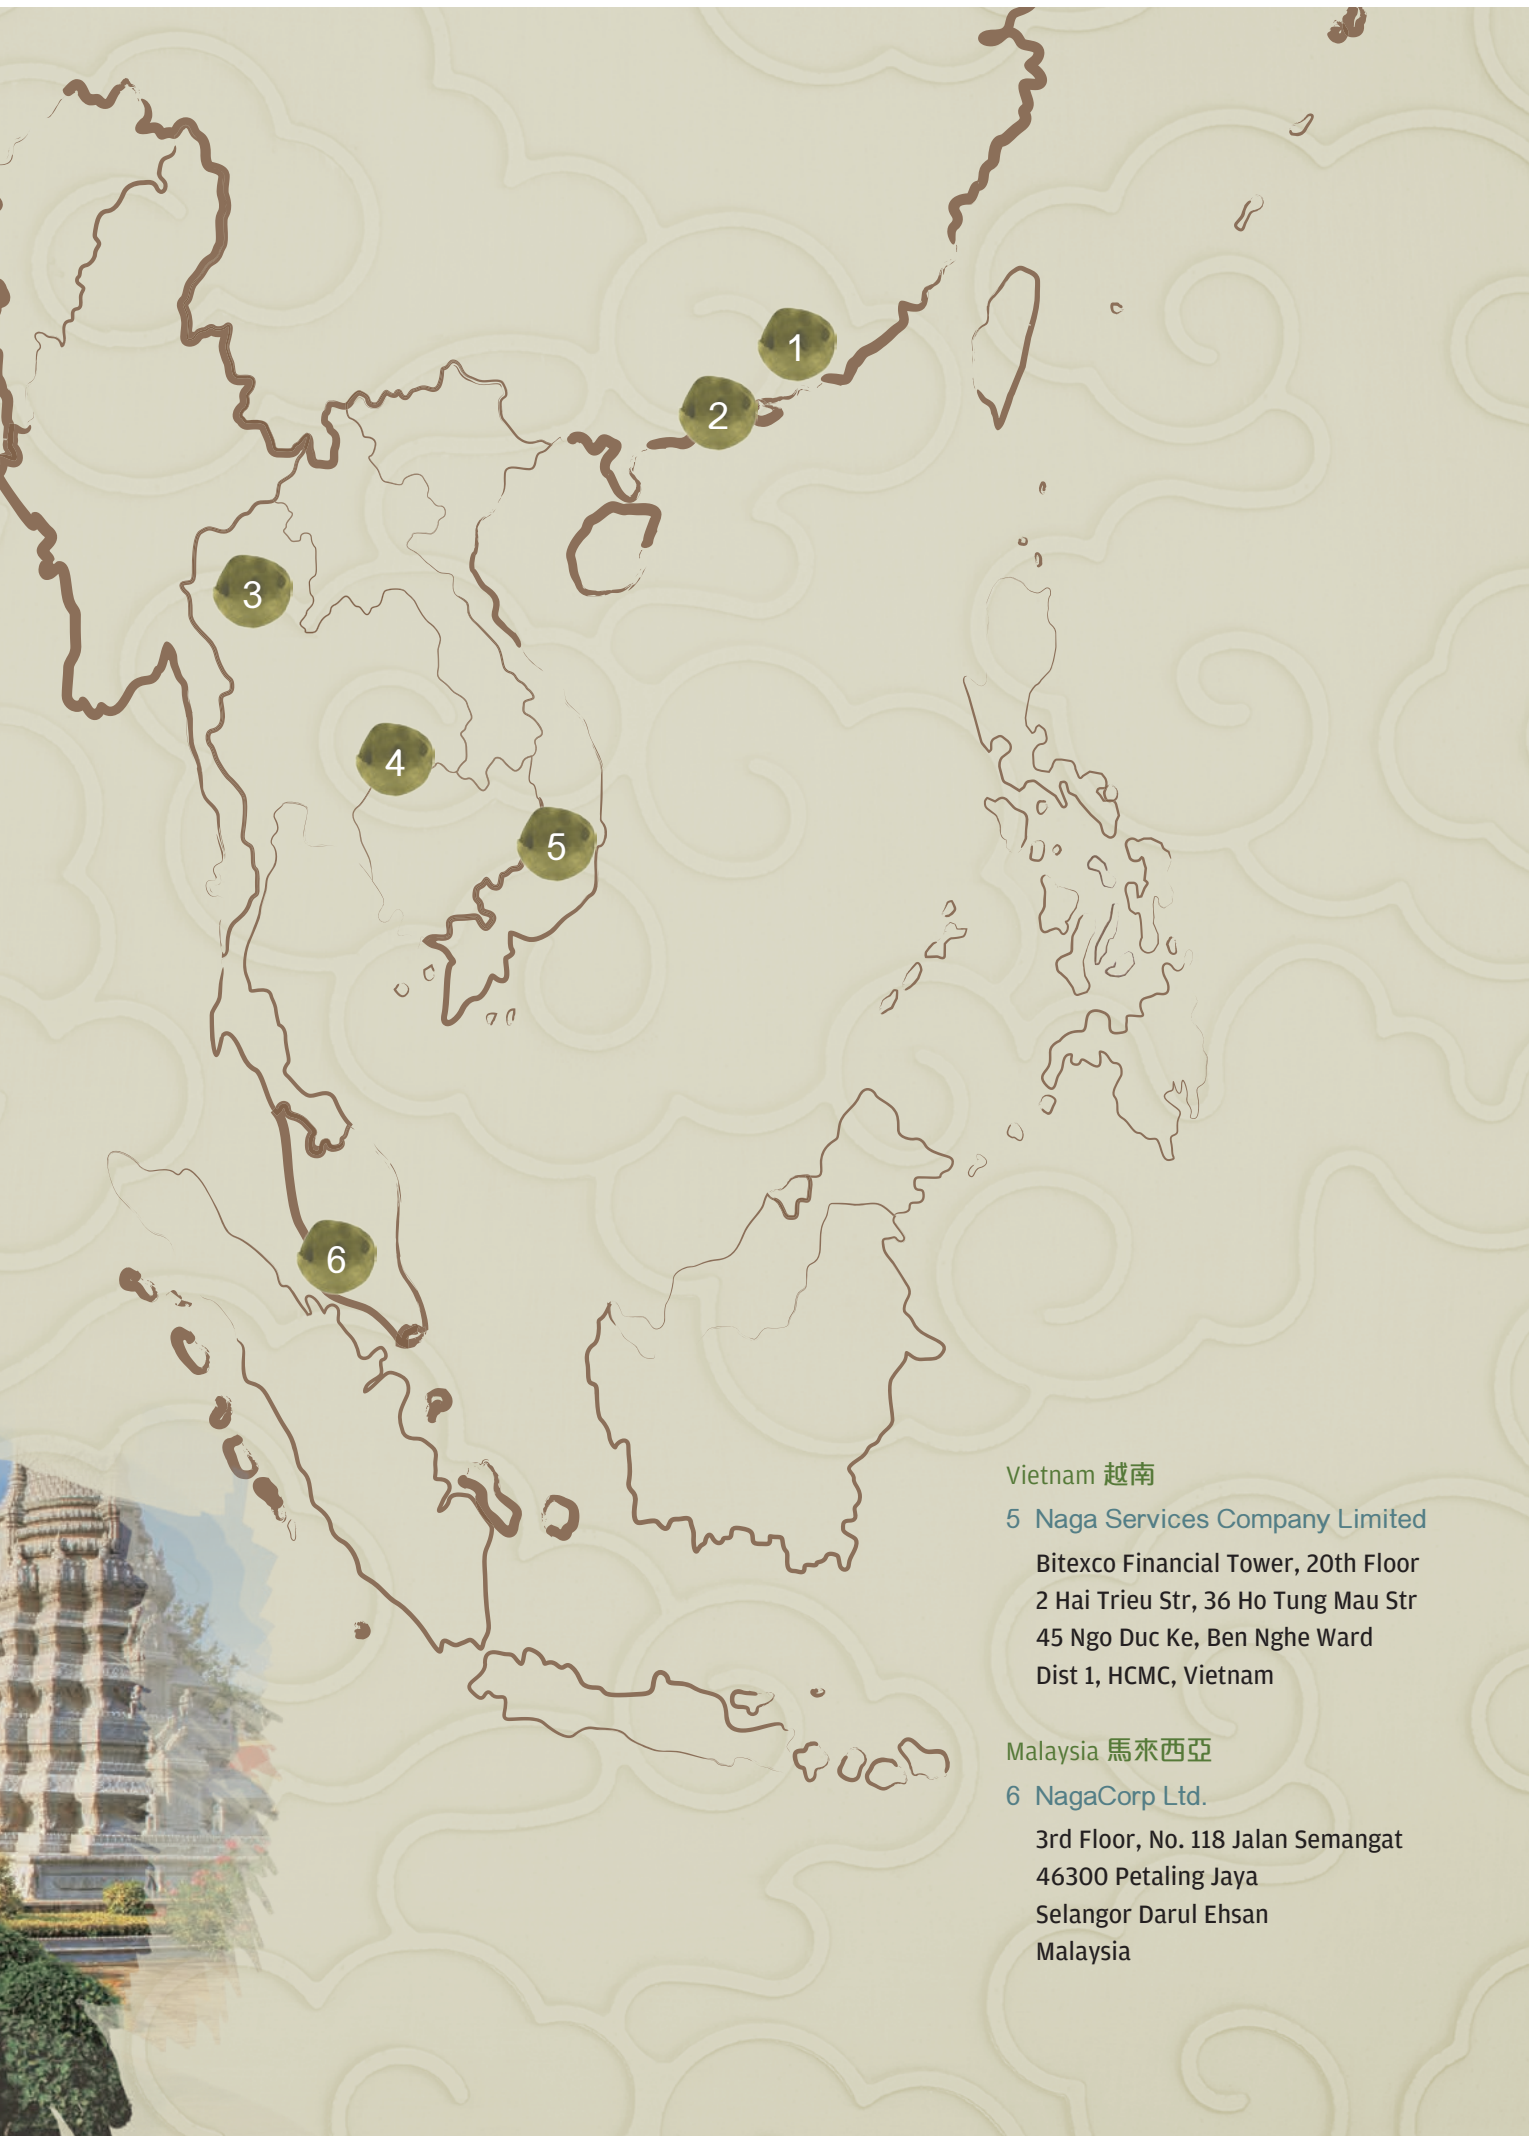 1
2
3
4
5
6
Vietnam 越南
5 Naga Services Company Limited
Bitexco Financial Tower, 20th Floor
2 Hai Trieu Str, 36 Ho Tung Mau Str
45 Ngo Duc Ke, Ben Nghe Ward
Dist 1, HCMC, Vietnam
Malaysia 馬來西亞
6 NagaCorp Ltd.
3rd Floor, No. 118 Jalan Semangat
46300 Petaling Jaya
Selangor Darul Ehsan
Malaysia